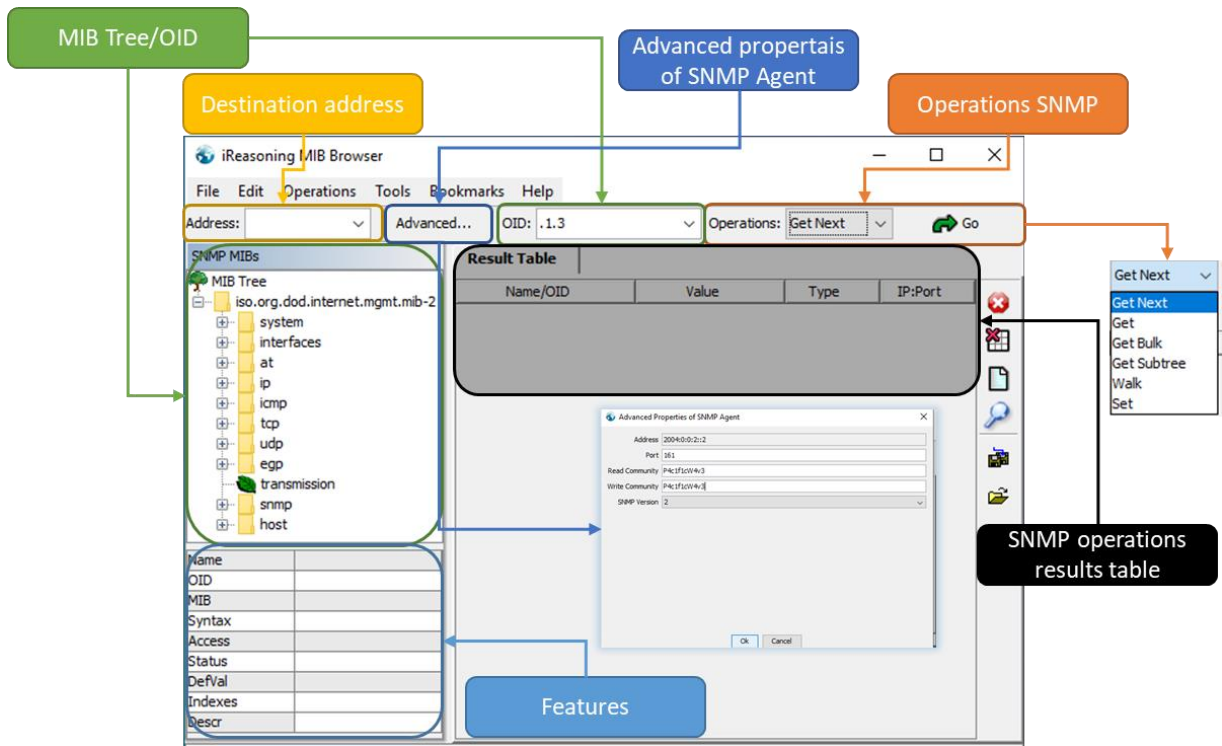 MIB Tree/OID
Advanced propertais
of SNMP Agent
Destination address
Operations SNMP
iReasoning MIB Browser
File Edit Operations Tools Bookmarks Help
Address:
Advanced...
OID: .1.3
Operations: Get Next
Go
SNMP MIBs
MIB Tree
iso.org.dod.internet.mgmt.mib-2
system
interfaces
at
ip
icmp
tcp
udp
egp
transmission
snmp
host
Result Table
Name/OID Value Type IP:Port
Get Next
Get Next
Get
Get Bulk
Get Subtree
Walk
Set
Advanced Properties of SNMP Agent
Address 2004:0:0:2::2
Port 161
Read Community P4c1f1cW4v3
Write Community P4c1f1cW4v3
SNMP Version 2
Ok Cancel
SNMP operations
results table
Name
OID
MIB
Syntax
Access
Status
DefVal
Indexes
Descr
Features